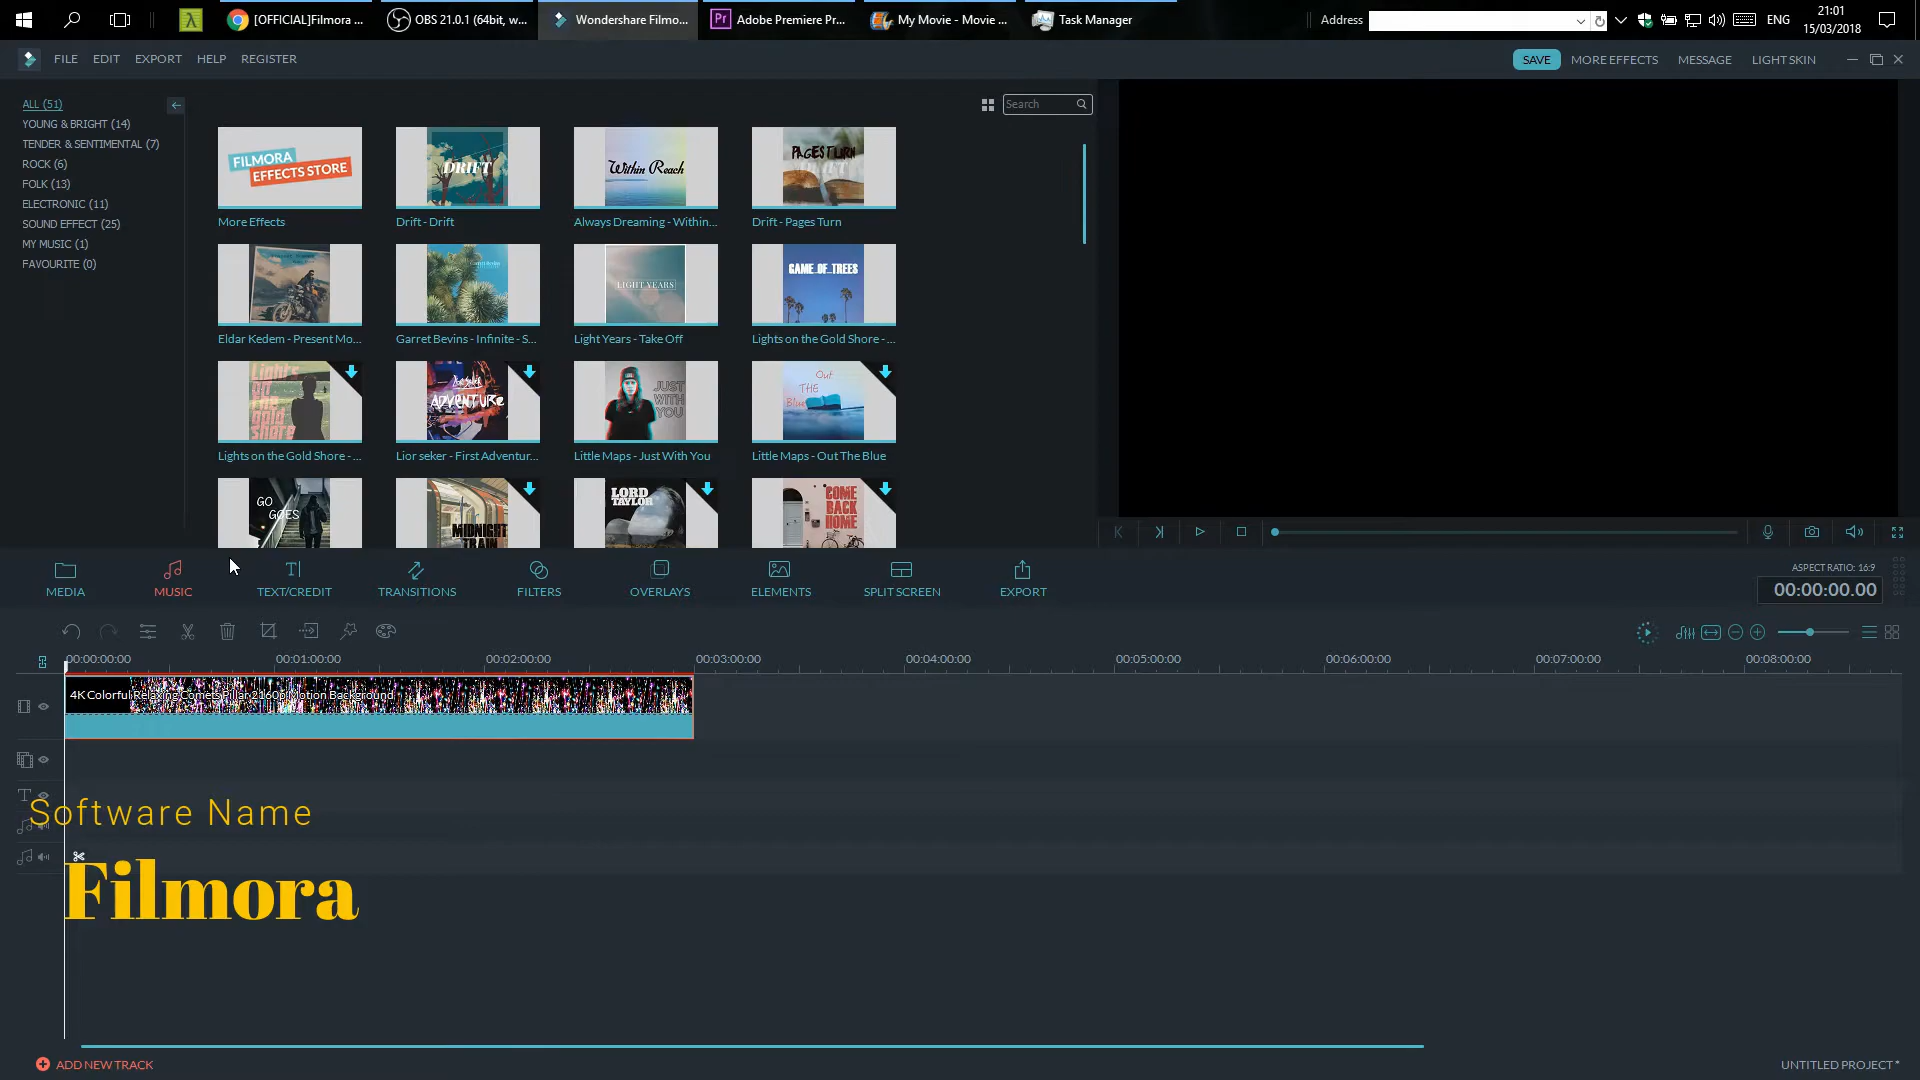 [OFFICIAL]Filmora ...
OBS 21.0.1 (64bit, w...
Wondershare Filmo...
Adobe Premiere Pr...
My Movie - Movie ...
Task Manager
Address
ENG
21:01
15/03/2018
FILE
EDIT
EXPORT
HELP
REGISTER
SAVE
MORE EFFECTS
MESSAGE
LIGHT SKIN
ALL (51)
YOUNG & BRIGHT (14)
TENDER & SENTIMENTAL (7)
ROCK (6)
FOLK (13)
ELECTRONIC (11)
SOUND EFFECT (25)
MY MUSIC (1)
FAVOURITE (0)
Search
FILMORA
EFFECTS STORE
DRIFT
Within Reach
PAGES TURN
DRIFT
More Effects
Drift - Drift
Always Dreaming - Within...
Drift - Pages Turn
LIGHT YEARS
GAME OF TREES
Eldar Kedem - Present Mo...
Garret Bevins - Infinite - S...
Light Years - Take Off
Lights on the Gold Shore - ...
Lights
on the
gold
shore
ADVENTURE
JUST
WITH
YOU
Out
THE
Blue
Lights on the Gold Shore - ...
Lior seker - First Adventur...
Little Maps - Just With You
Little Maps - Out The Blue
GO
GOES
MIDNIGHT
TRAIN
LORD
TAYLOR
COME
BACK
HOME
MEDIA
MUSIC
TEXT/CREDIT
TRANSITIONS
FILTERS
OVERLAYS
ELEMENTS
SPLIT SCREEN
EXPORT
ASPECT RATIO: 16:9
00:00:00.00
00:00:00:00
00:01:00:00
00:02:00:00
00:03:00:00
00:04:00:00
00:05:00:00
00:06:00:00
00:07:00:00
00:08:00:00
4K Colorful Relaxing Comets Pillar 2160p Motion Background
Software Name
Filmora
ADD NEW TRACK
UNTITLED PROJECT *